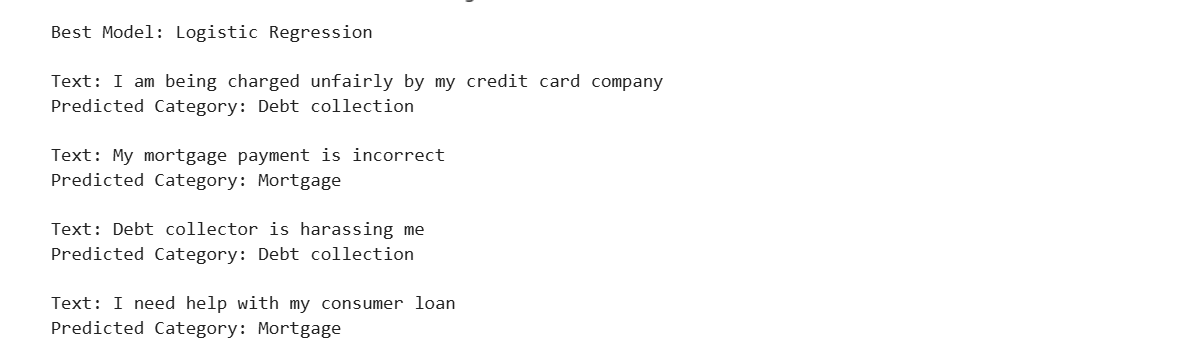 Best Model: Logistic Regression
Text: I am being charged unfairly by my credit card company
Predicted Category: Debt collection
Text: My mortgage payment is incorrect
Predicted Category: Mortgage
Text: Debt collector is harassing me
Predicted Category: Debt collection
Text: I need help with my consumer loan
Predicted Category: Mortgage